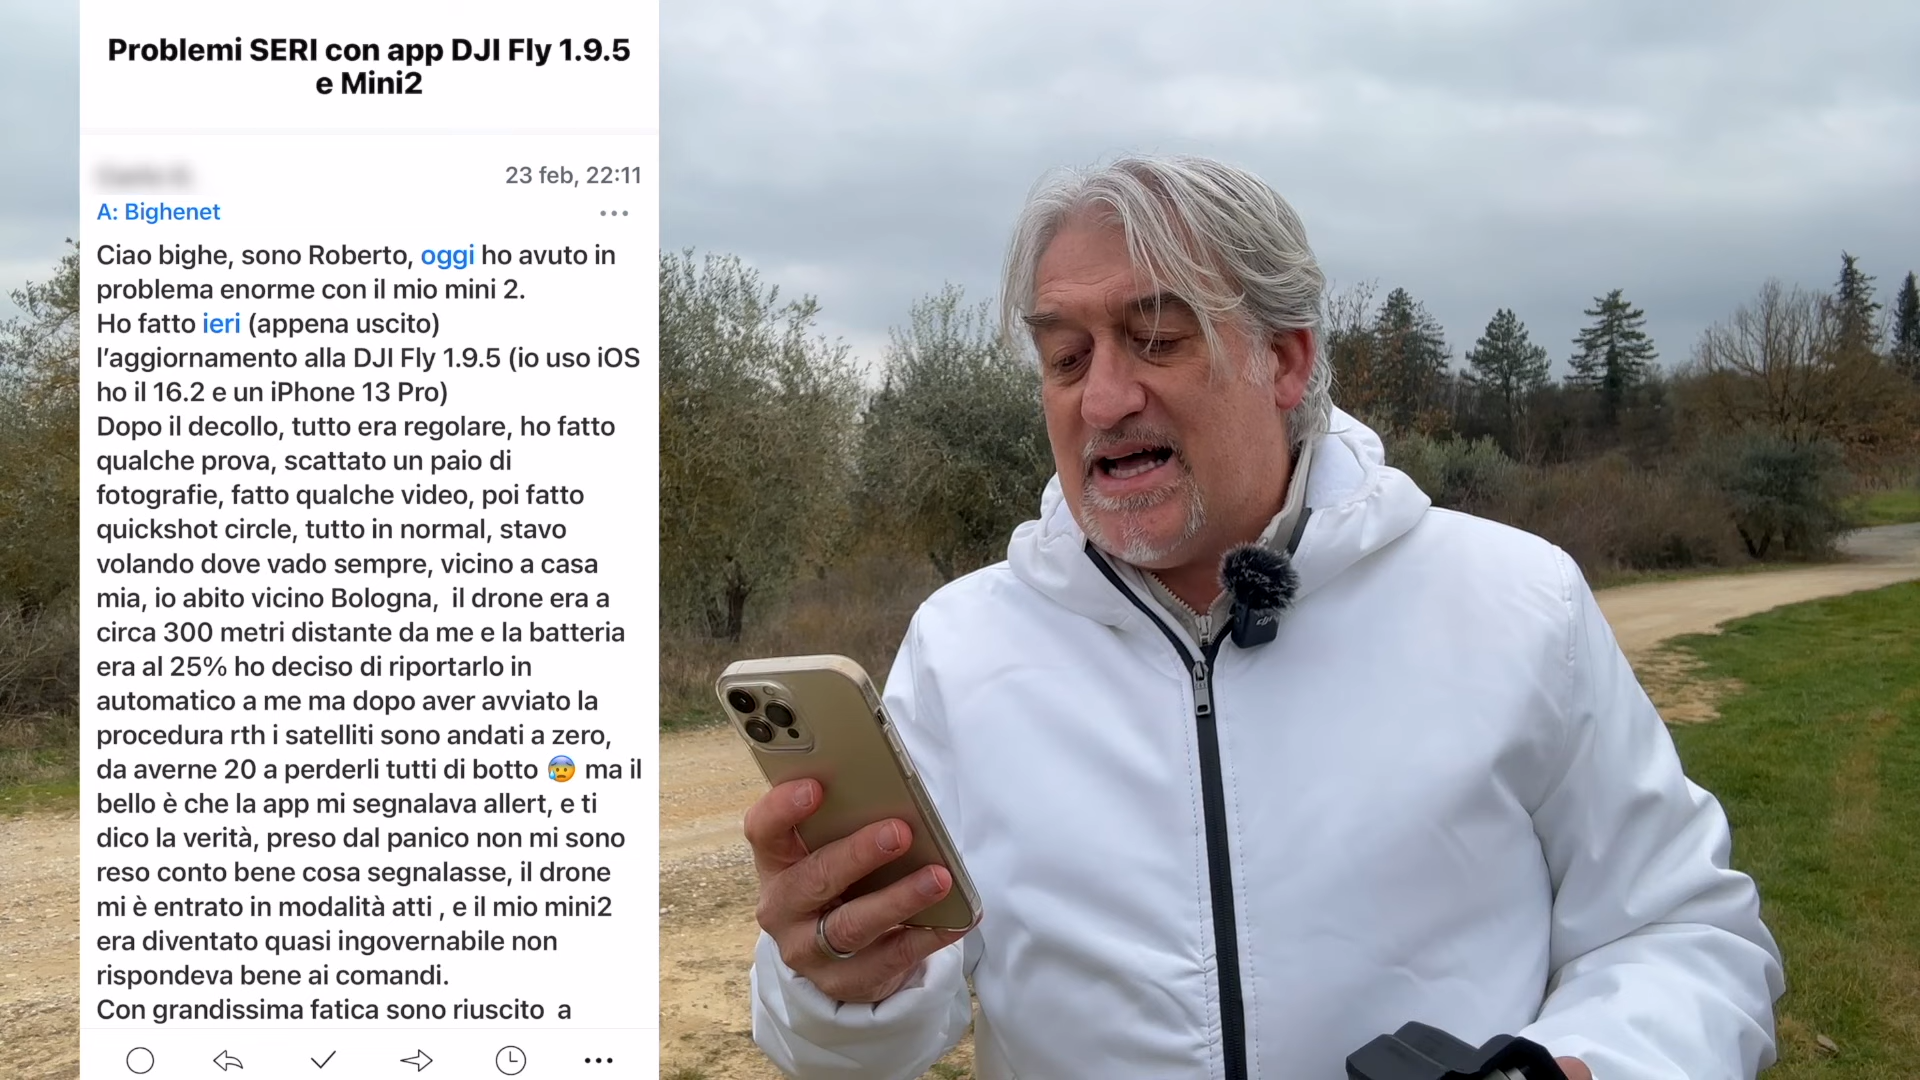 Problemi SERI con app DJI Fly 1.9.5
e Mini2
23 feb, 22:11
A: Bighenet
Ciao bighe, sono Roberto, oggi ho avuto in
problema enorme con il mio mini 2.
Ho fatto ieri (appena uscito)
l’aggiornamento alla DJI Fly 1.9.5 (io uso iOS
ho il 16.2 e un iPhone 13 Pro)
Dopo il decollo, tutto era regolare, ho fatto
qualche prova, scattato un paio di
fotografie, fatto qualche video, poi fatto
quickshot circle, tutto in normal, stavo
volando dove vado sempre, vicino a casa
mia, io abito vicino Bologna, il drone era a
circa 300 metri distante da me e la batteria
era al 25% ho deciso di riportarlo in
automatico a me ma dopo aver avviato la
procedura rth i satelliti sono andati a zero,
da averne 20 a perderli tutti di botto 😰 ma il
bello è che la app mi segnalava allert, e ti
dico la verità, preso dal panico non mi sono
reso conto bene cosa segnalasse, il drone
mi è entrato in modalità atti , e il mio mini2
era diventato quasi ingovernabile non
rispondeva bene ai comandi.
Con grandissima fatica sono riuscito a
dji